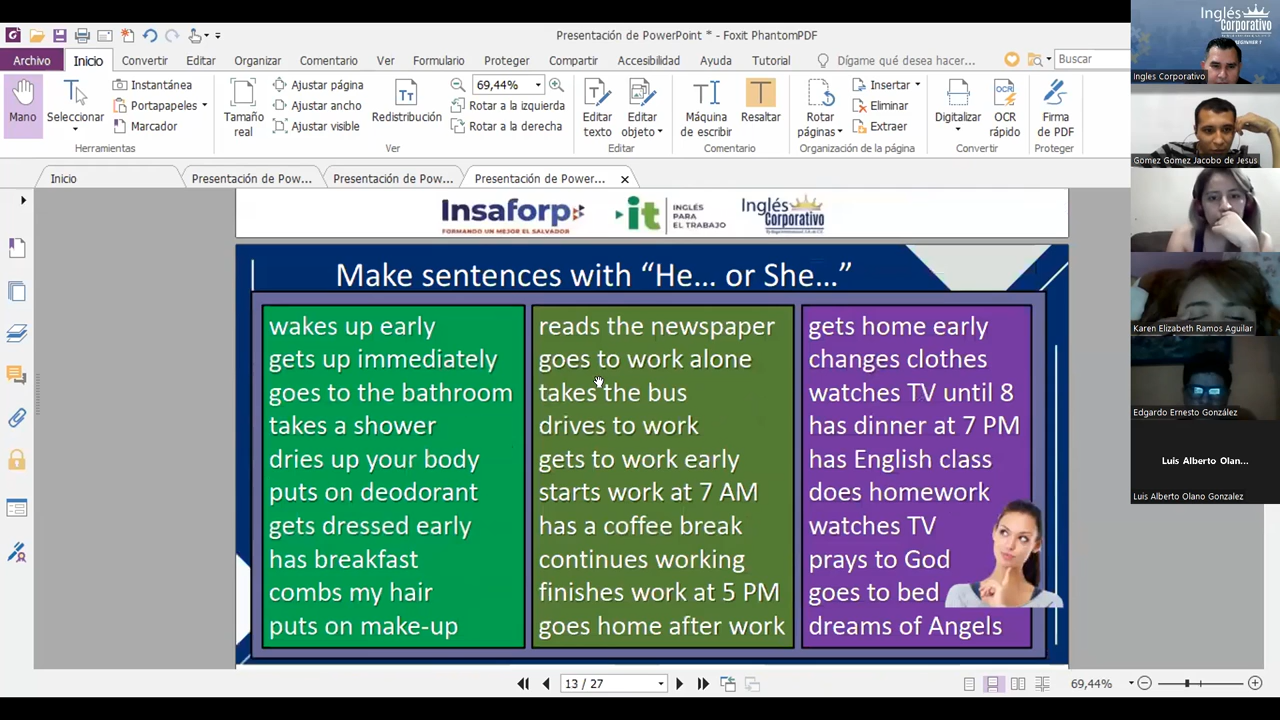 Presentación de PowerPoint * - Foxit PhantomPDF
Archivo Inicio Convertir Editar Organizar Comentario Ver Formulario Proteger Compartir Accesibilidad Ayuda Tutorial Dígame qué desea hacer... Buscar
Mano
Seleccionar
Instantánea
Portapapeles
Marcador
Herramientas
Tamaño real
Ajustar página
Ajustar ancho
Ajustar visible
Redistribución
69,44%
Rotar a la izquierda
Rotar a la derecha
Ver
Editar texto
Editar objeto
Editar
Máquina de escribir
Resaltar
Comentario
Rotar páginas
Insertar
Eliminar
Extraer
Organización de la página
Digitalizar
OCR rápido
Convertir
Firma de PDF
Proteger
Inicio
Presentación de Pow...
Presentación de Pow...
Presentación de Power...
Insaforp
FORMANDO UN MEJOR EL SALVADOR
it
INGLÉS
PARA
EL TRABAJO
Inglés
Corporativo
Make sentences with “He... or She...”
wakes up early
gets up immediately
goes to the bathroom
takes a shower
dries up your body
puts on deodorant
gets dressed early
has breakfast
combs my hair
puts on make-up
reads the newspaper
goes to work alone
takes the bus
drives to work
gets to work early
starts work at 7 AM
has a coffee break
continues working
finishes work at 5 PM
goes home after work
gets home early
changes clothes
watches TV until 8
has dinner at 7 PM
has English class
does homework
watches TV
prays to God
goes to bed
dreams of Angels
13 / 27
69,44%
Inglés
Corporativo
BEGINNER 1
Ingles Corporativo
Gomez Gomez Jacobo de Jesus
Karen Elizabeth Ramos Aguilar
Edgardo Ernesto González
Luis Alberto Olan...
Luis Alberto Olano Gonzalez